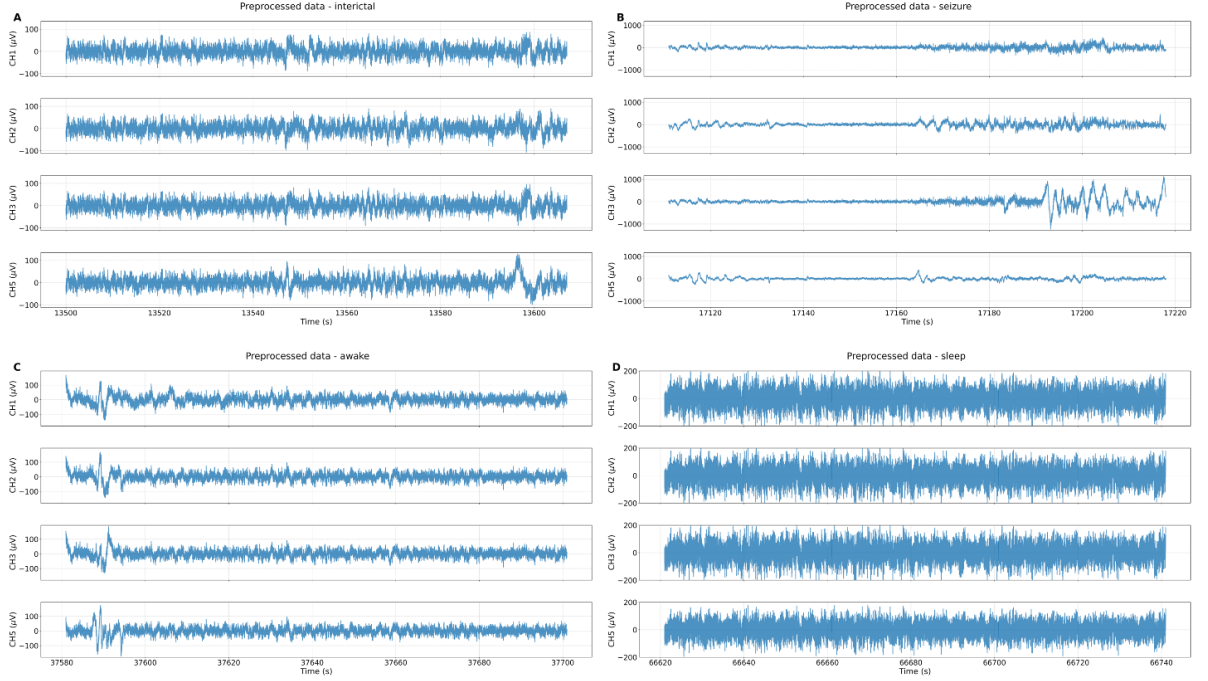 Preprocessed data - interictal
A
CH1 (µV)
100
0
−100
CH2 (µV)
100
0
−100
CH3 (µV)
100
0
−100
CH5 (µV)
100
0
−100
13500 13520 13540 13560 13580 13600
Time (s)
Preprocessed data - seizure
B
CH1 (µV)
1000
0
−1000
CH2 (µV)
1000
0
−1000
CH3 (µV)
1000
0
−1000
CH5 (µV)
1000
0
−1000
17120 17140 17160 17180 17200 17220
Time (s)
Preprocessed data - awake
C
CH1 (µV)
100
0
−100
CH2 (µV)
100
0
−100
CH3 (µV)
100
0
−100
CH5 (µV)
100
0
−100
37580 37600 37620 37640 37660 37680 37700
Time (s)
Preprocessed data - sleep
D
CH1 (µV)
200
0
−200
CH2 (µV)
200
0
−200
CH3 (µV)
200
0
−200
CH5 (µV)
200
0
−200
66620 66640 66660 66680 66700 66720 66740
Time (s)